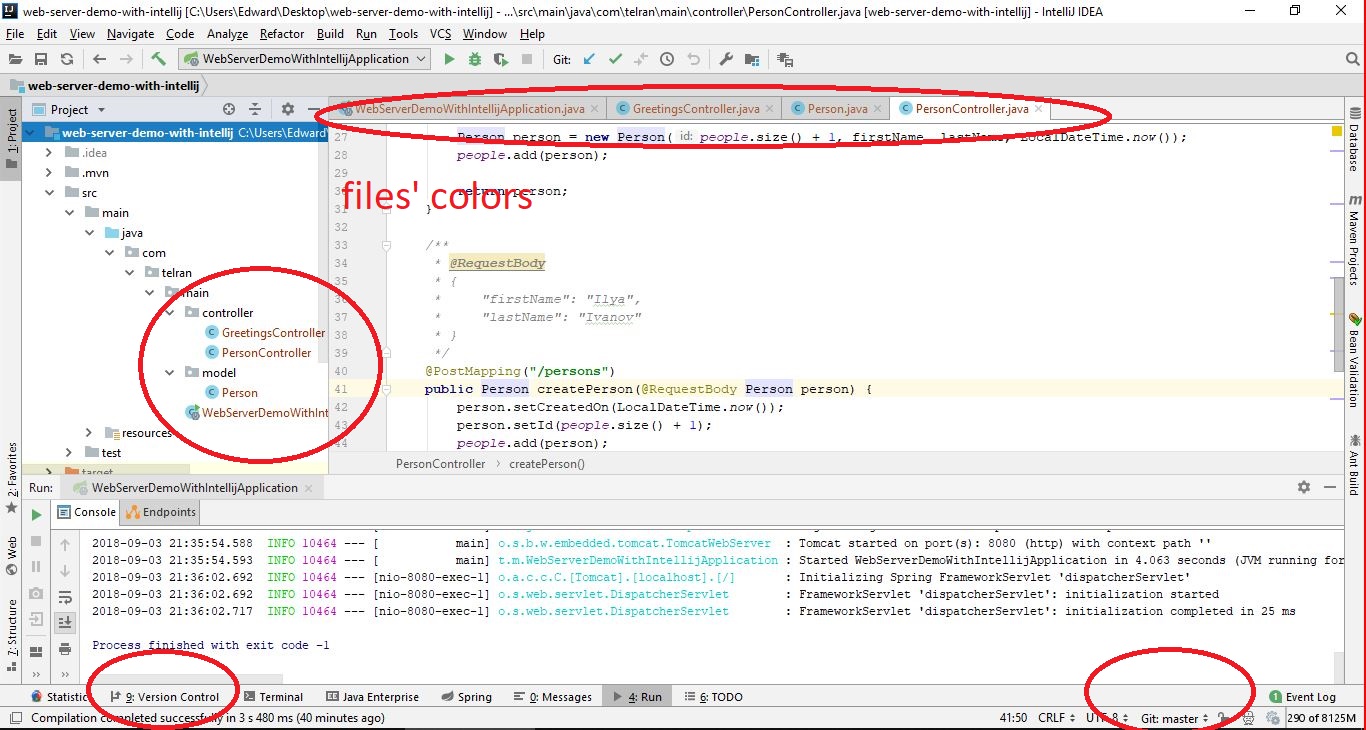 web-server-demo-with-intellij [C:\Users\Edward\Desktop\web-server-demo-with-intellij] - ...\src\main\java\com\telran\main\controller\PersonController.java [web-server-demo-with-intellij] - IntelliJ IDEA
File Edit View Navigate Code Analyze Refactor Build Run Tools VCS Window Help
WebServerDemoWithIntellijApplication Git:
web-server-demo-with-intellij
Project
WebServerDemoWithIntellijApplication.java GreetingsController.java Person.java PersonController.java
1: Project
web-server-demo-with-intellij C:\Users\Edward
.idea
.mvn
src
main
java
com
telran
main
controller
GreetingsController
PersonController
model
Person
WebServerDemoWithInt
resources
test
target
27 Person person = new Person( id: people.size() + 1, firstName, lastName, LocalDateTime.now());
28 people.add(person);
29
return person;
files' colors
31 }
32
33 /**
34 * @RequestBody
35 * {
36 * "firstName": "Ilya",
37 * "lastName": "Ivanov"
38 * }
39 */
40 @PostMapping("/persons")
41 public Person createPerson(@RequestBody Person person) {
42 person.setCreatedOn(LocalDateTime.now());
43 person.setId(people.size() + 1);
44 people.add(person);
PersonController createPerson()
Database
Maven Projects
Bean Validation
Ant Build
2: Favorites
Web
7: Structure
Run: WebServerDemoWithIntellijApplication
Console Endpoints
2018-09-03 21:35:54.588 INFO 10464 --- [ main] o.s.b.w.embedded.tomcat.TomcatWebServer : Tomcat started on port(s): 8080 (http) with context path ''
2018-09-03 21:35:54.593 INFO 10464 --- [ main] t.m.WebServerDemoWithIntellijApplication : Started WebServerDemoWithIntellijApplication in 4.063 seconds (JVM running for
2018-09-03 21:36:02.692 INFO 10464 --- [nio-8080-exec-1] o.a.c.c.C.[Tomcat].[localhost].[/] : Initializing Spring FrameworkServlet 'dispatcherServlet'
2018-09-03 21:36:02.692 INFO 10464 --- [nio-8080-exec-1] o.s.web.servlet.DispatcherServlet : FrameworkServlet 'dispatcherServlet': initialization started
2018-09-03 21:36:02.717 INFO 10464 --- [nio-8080-exec-1] o.s.web.servlet.DispatcherServlet : FrameworkServlet 'dispatcherServlet': initialization completed in 25 ms
Process finished with exit code -1
Statistic 9: Version Control Terminal Java Enterprise Spring 0: Messages 4: Run 6: TODO 1 Event Log
Compilation completed successfully in 3 s 480 ms (40 minutes ago) 41:50 CRLF UTF-8 Git: master 290 of 8125M